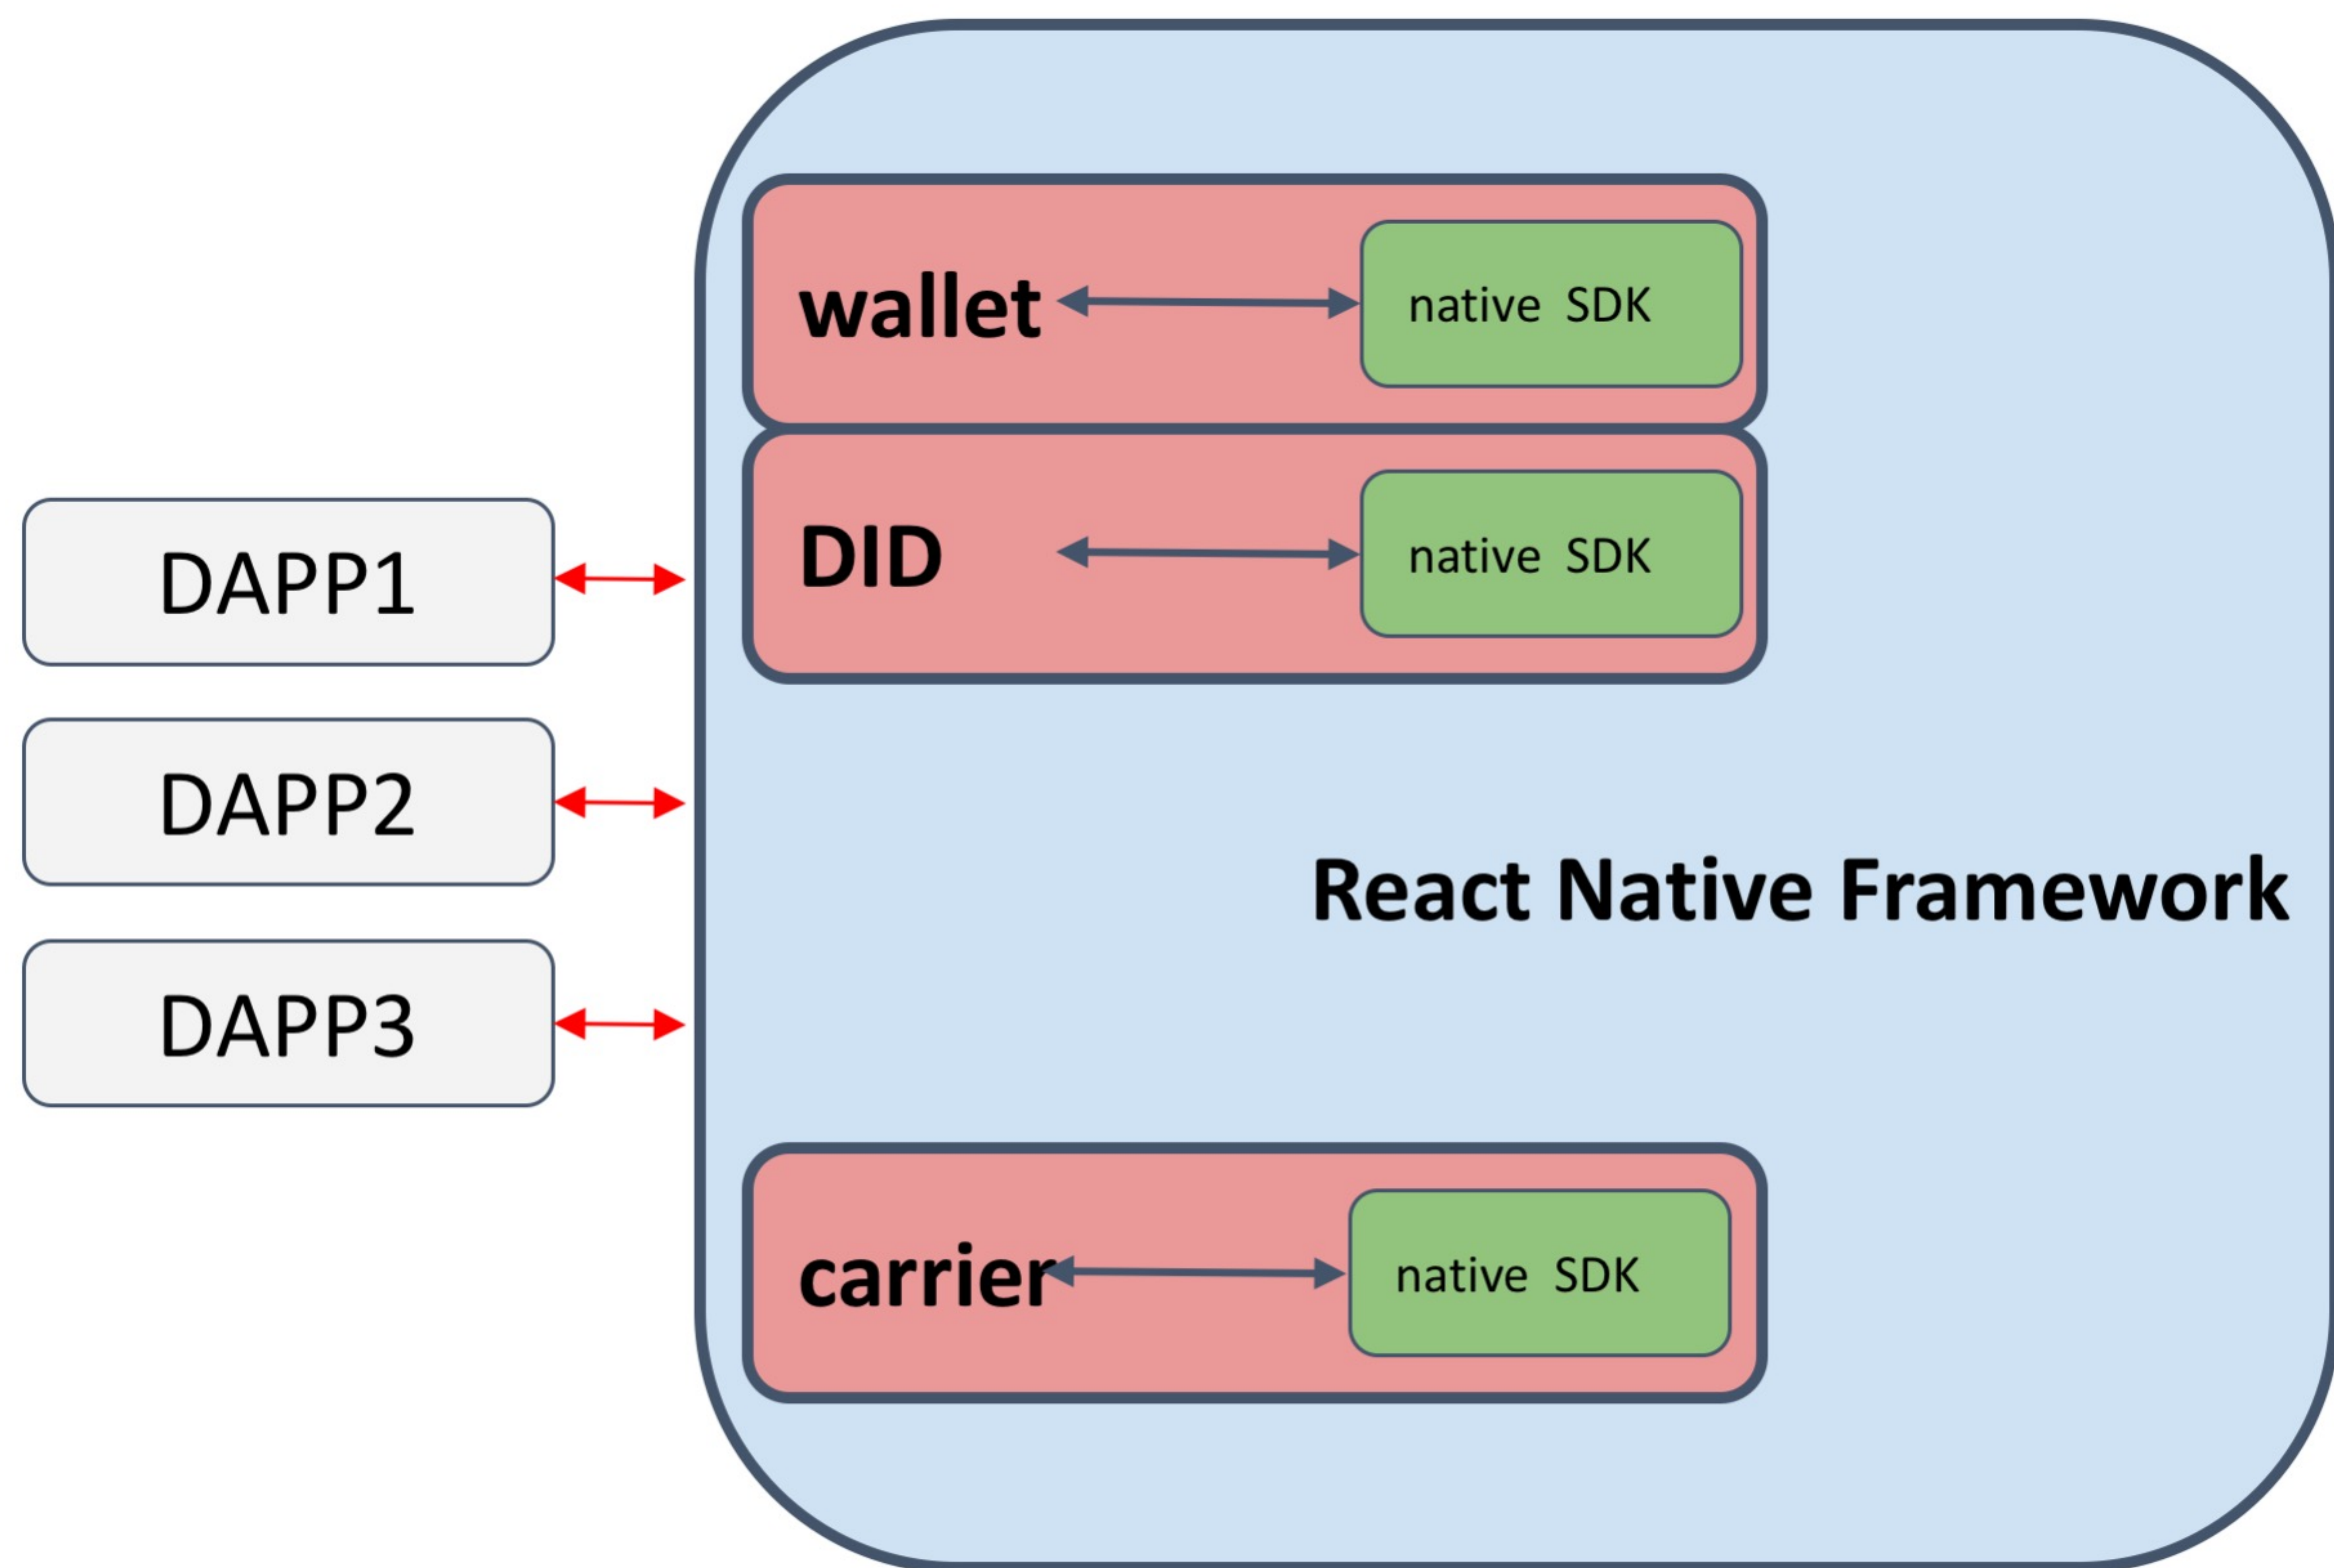 wallet
native SDK
DID
native SDK
DAPP1
DAPP2
React Native Framework
DAPP3
carrier
native SDK